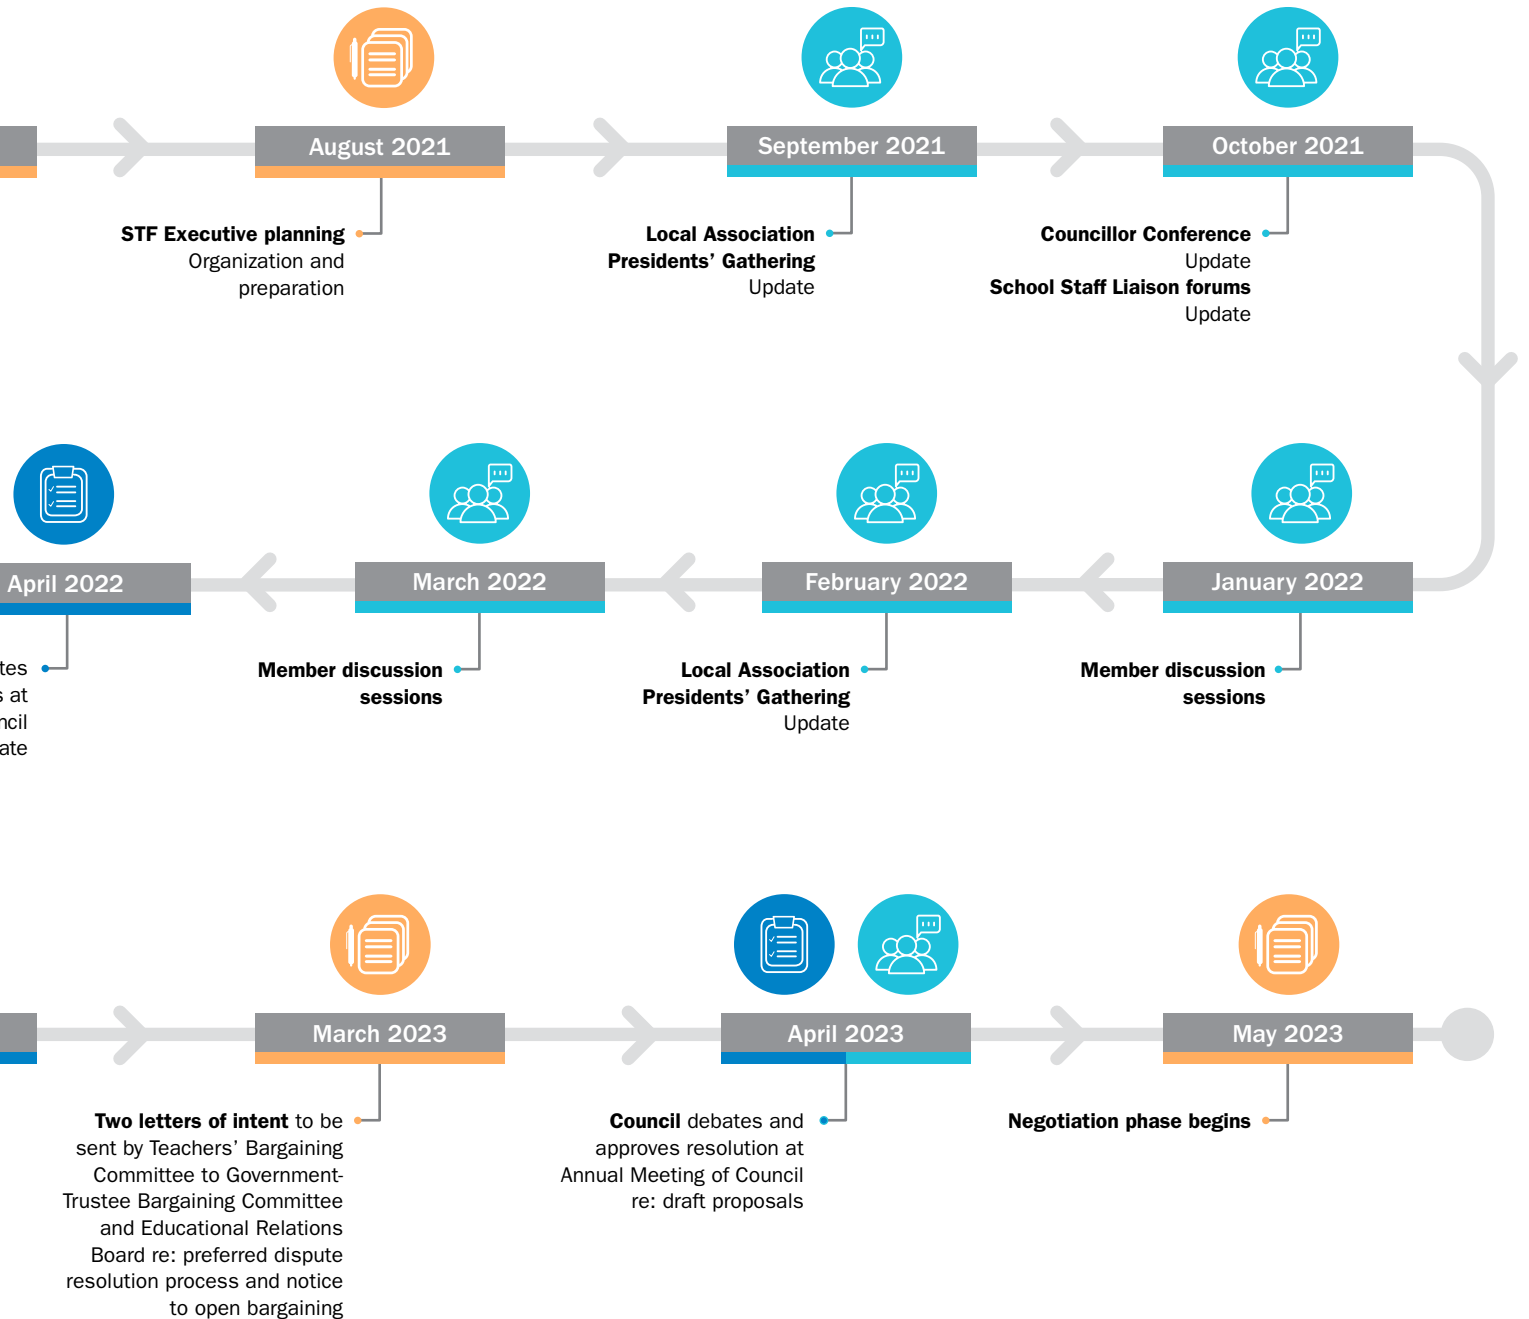 August 2021
STF Executive planning
Organization and
preparation
September 2021
Local Association
Presidents’ Gathering
Update
October 2021
Councillor Conference
Update
School Staff Liaison forums
Update
January 2022
Member discussion
sessions
February 2022
Local Association
Presidents’ Gathering
Update
March 2022
Member discussion
sessions
April 2022
at
March 2023
Two letters of intent to be
sent by Teachers’ Bargaining
Committee to Government-
Trustee Bargaining Committee
and Educational Relations
Board re: preferred dispute
resolution process and notice
to open bargaining
April 2023
Council debates and
approves resolution at
Annual Meeting of Council
re: draft proposals
May 2023
Negotiation phase begins